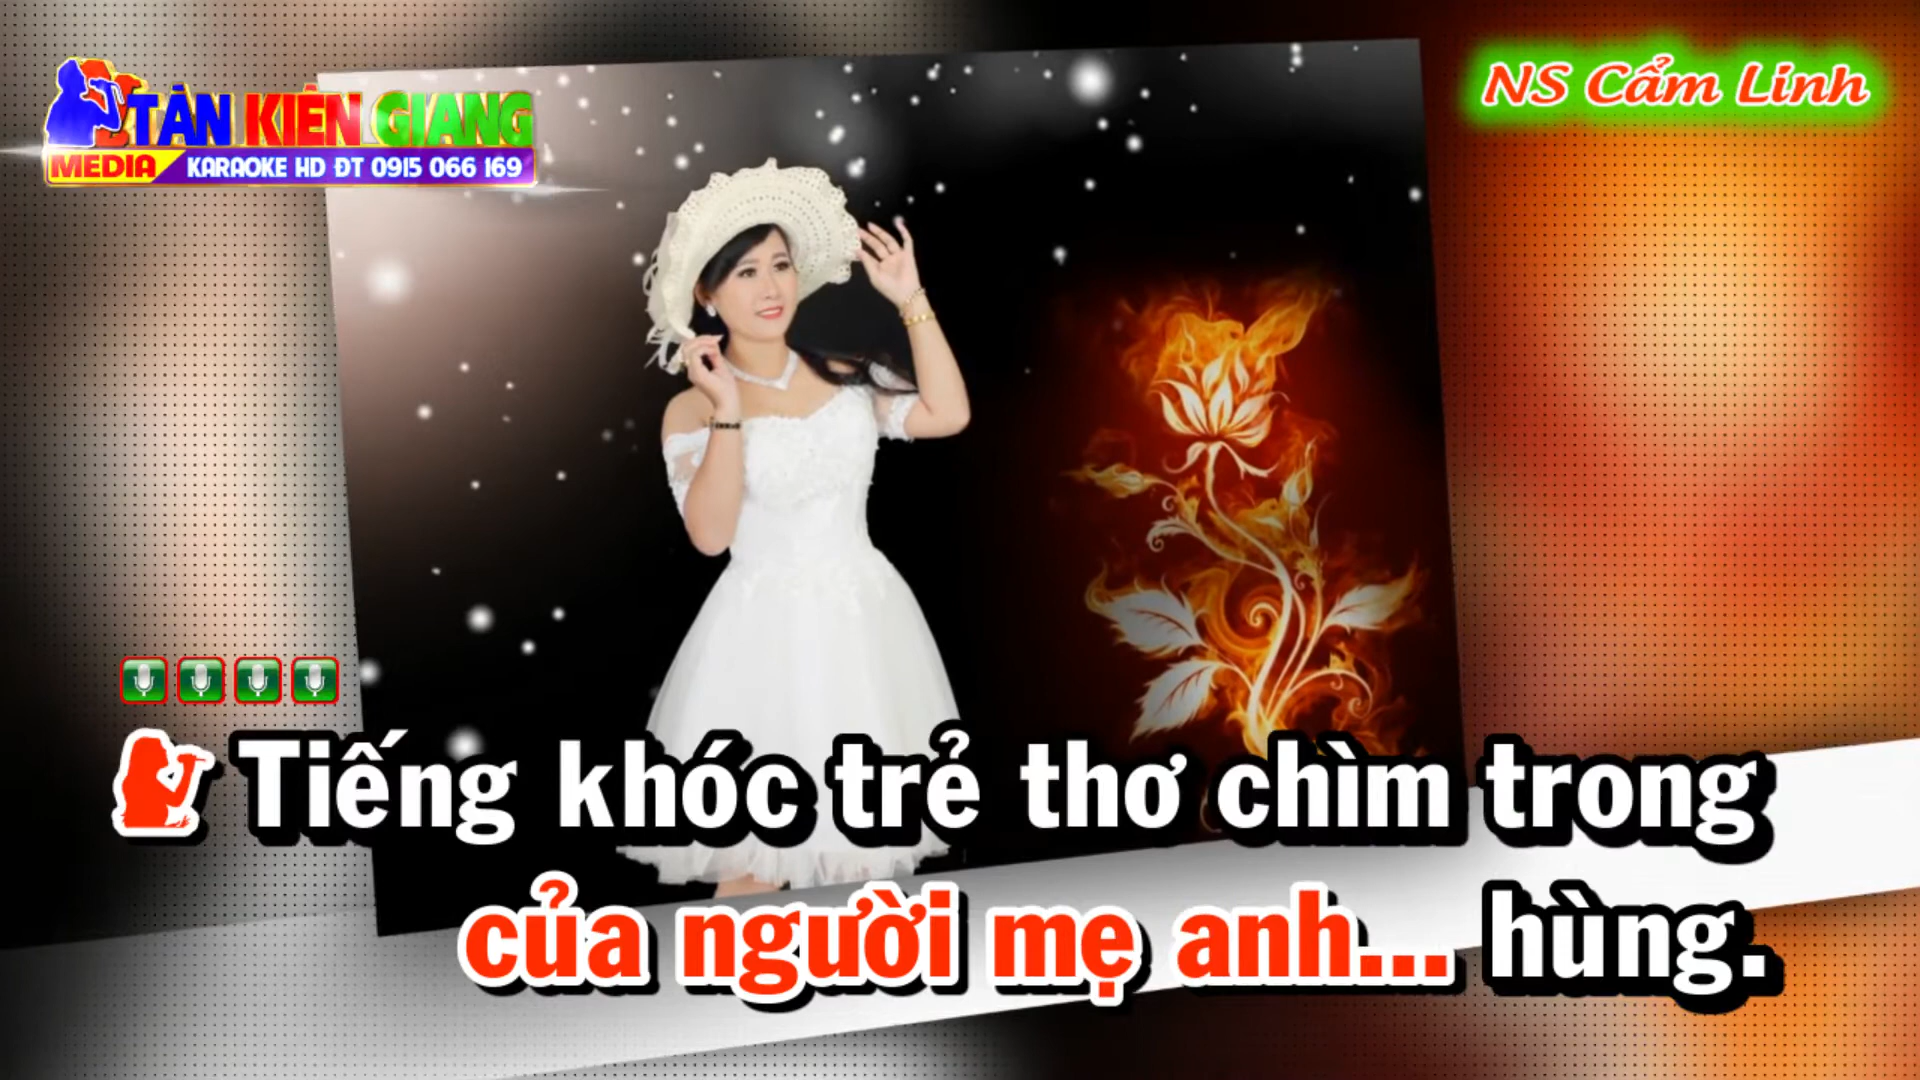 TÂN KIÊN GIANG
MEDIA KARAOKE HD ĐT 0915 066 169
NS Cẩm Linh
Tiếng khóc trẻ thơ chìm trong
của người mẹ anh... hùng.